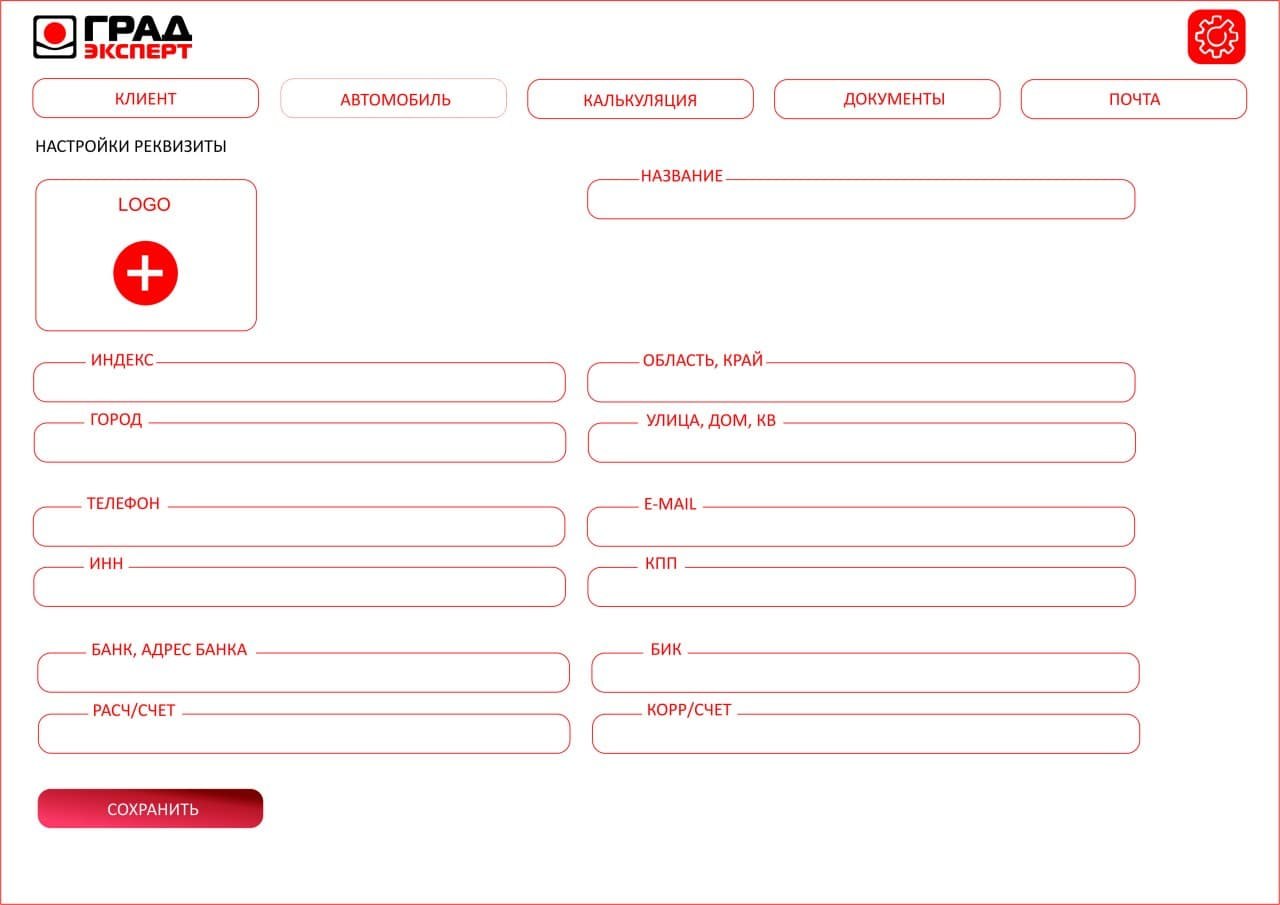 ГРАД
ЭКСПЕРТ
КЛИЕНТ
АВТОМОБИЛЬ
КАЛЬКУЛЯЦИЯ
ДОКУМЕНТЫ
ПОЧТА
НАСТРОЙКИ РЕКВИЗИТЫ
LOGO
НАЗВАНИЕ
ИНДЕКС
ОБЛАСТЬ, КРАЙ
ГОРОД
УЛИЦА, ДОМ, КВ
ТЕЛЕФОН
E-MAIL
ИНН
КПП
БАНК, АДРЕС БАНКА
БИК
РАСЧ/СЧЕТ
КОРР/СЧЕТ
СОХРАНИТЬ